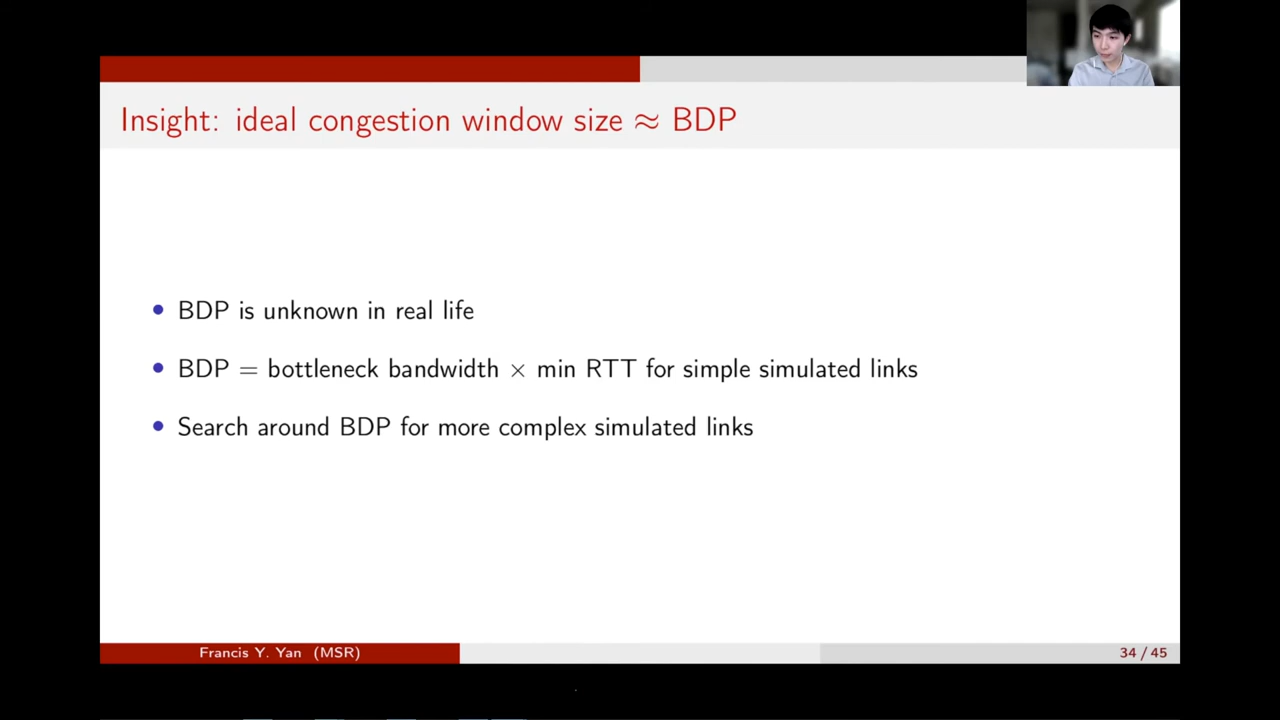 Insight: ideal congestion window size ≈ BDP
• BDP is unknown in real life
• BDP = bottleneck bandwidth × min RTT for simple simulated links
• Search around BDP for more complex simulated links
Francis Y. Yan (MSR)
34 / 45